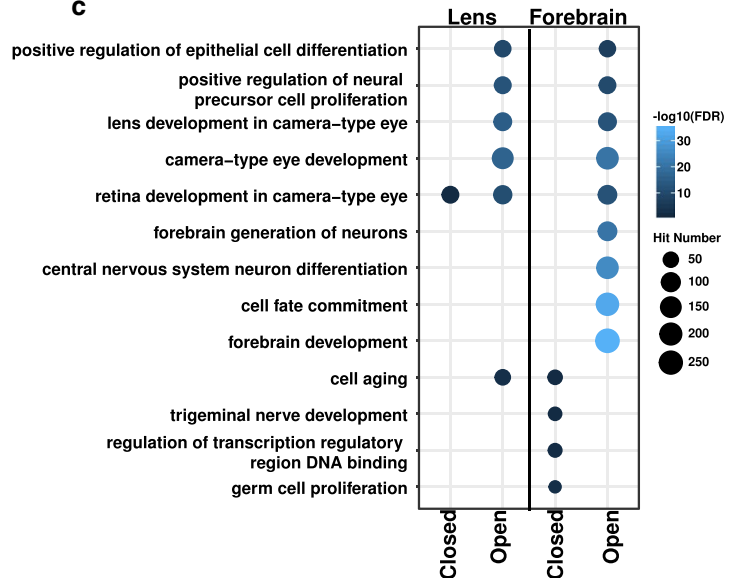 c
Lens Forebrain
positive regulation of epithelial cell differentiation
positive regulation of neural
precursor cell proliferation
lens development in camera−type eye
camera−type eye development
retina development in camera−type eye
forebrain generation of neurons
central nervous system neuron differentiation
cell fate commitment
forebrain development
cell aging
trigeminal nerve development
regulation of transcription regulatory
region DNA binding
germ cell proliferation
Closed
Open
Closed
Open
-log10(FDR)
30
20
10
Hit Number
50
100
150
200
250